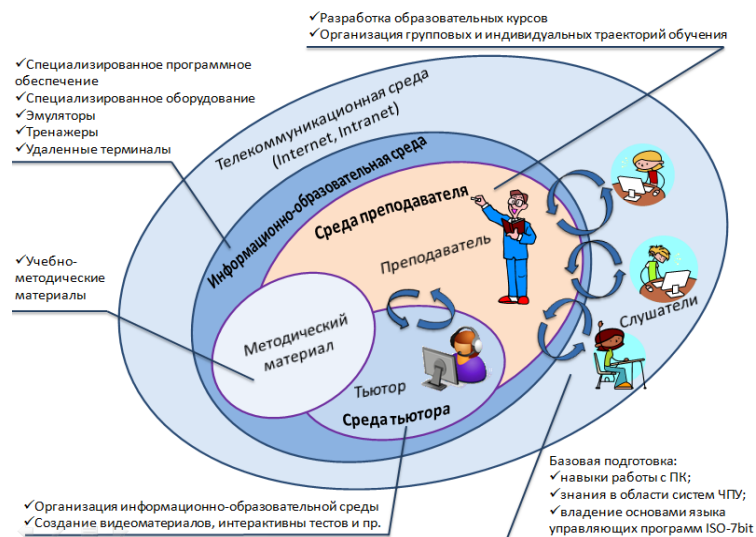 ✓Разработка образовательных курсов
✓Организация групповых и индивидуальных траекторий обучения
✓Специализированное программное
обеспечение
✓Специализированное оборудование
✓Эмуляторы
✓Тренажеры
✓Удаленные терминалы
Телекоммуникационная среда
(Internet, Intranet)
Информационно-образовательная среда
Среда преподавателя
Преподаватель
✓Учебно-
методические
материалы
Методический
материал
Слушатели
Тьютор
Среда тьютора
Базовая подготовка:
✓навыки работы с ПК;
✓знания в области систем ЧПУ;
✓владение основами языка
управляющих программ ISO-7bit
✓Организация информационно-образовательной среды
✓Создание видеоматериалов, интерактивны тестов и пр.